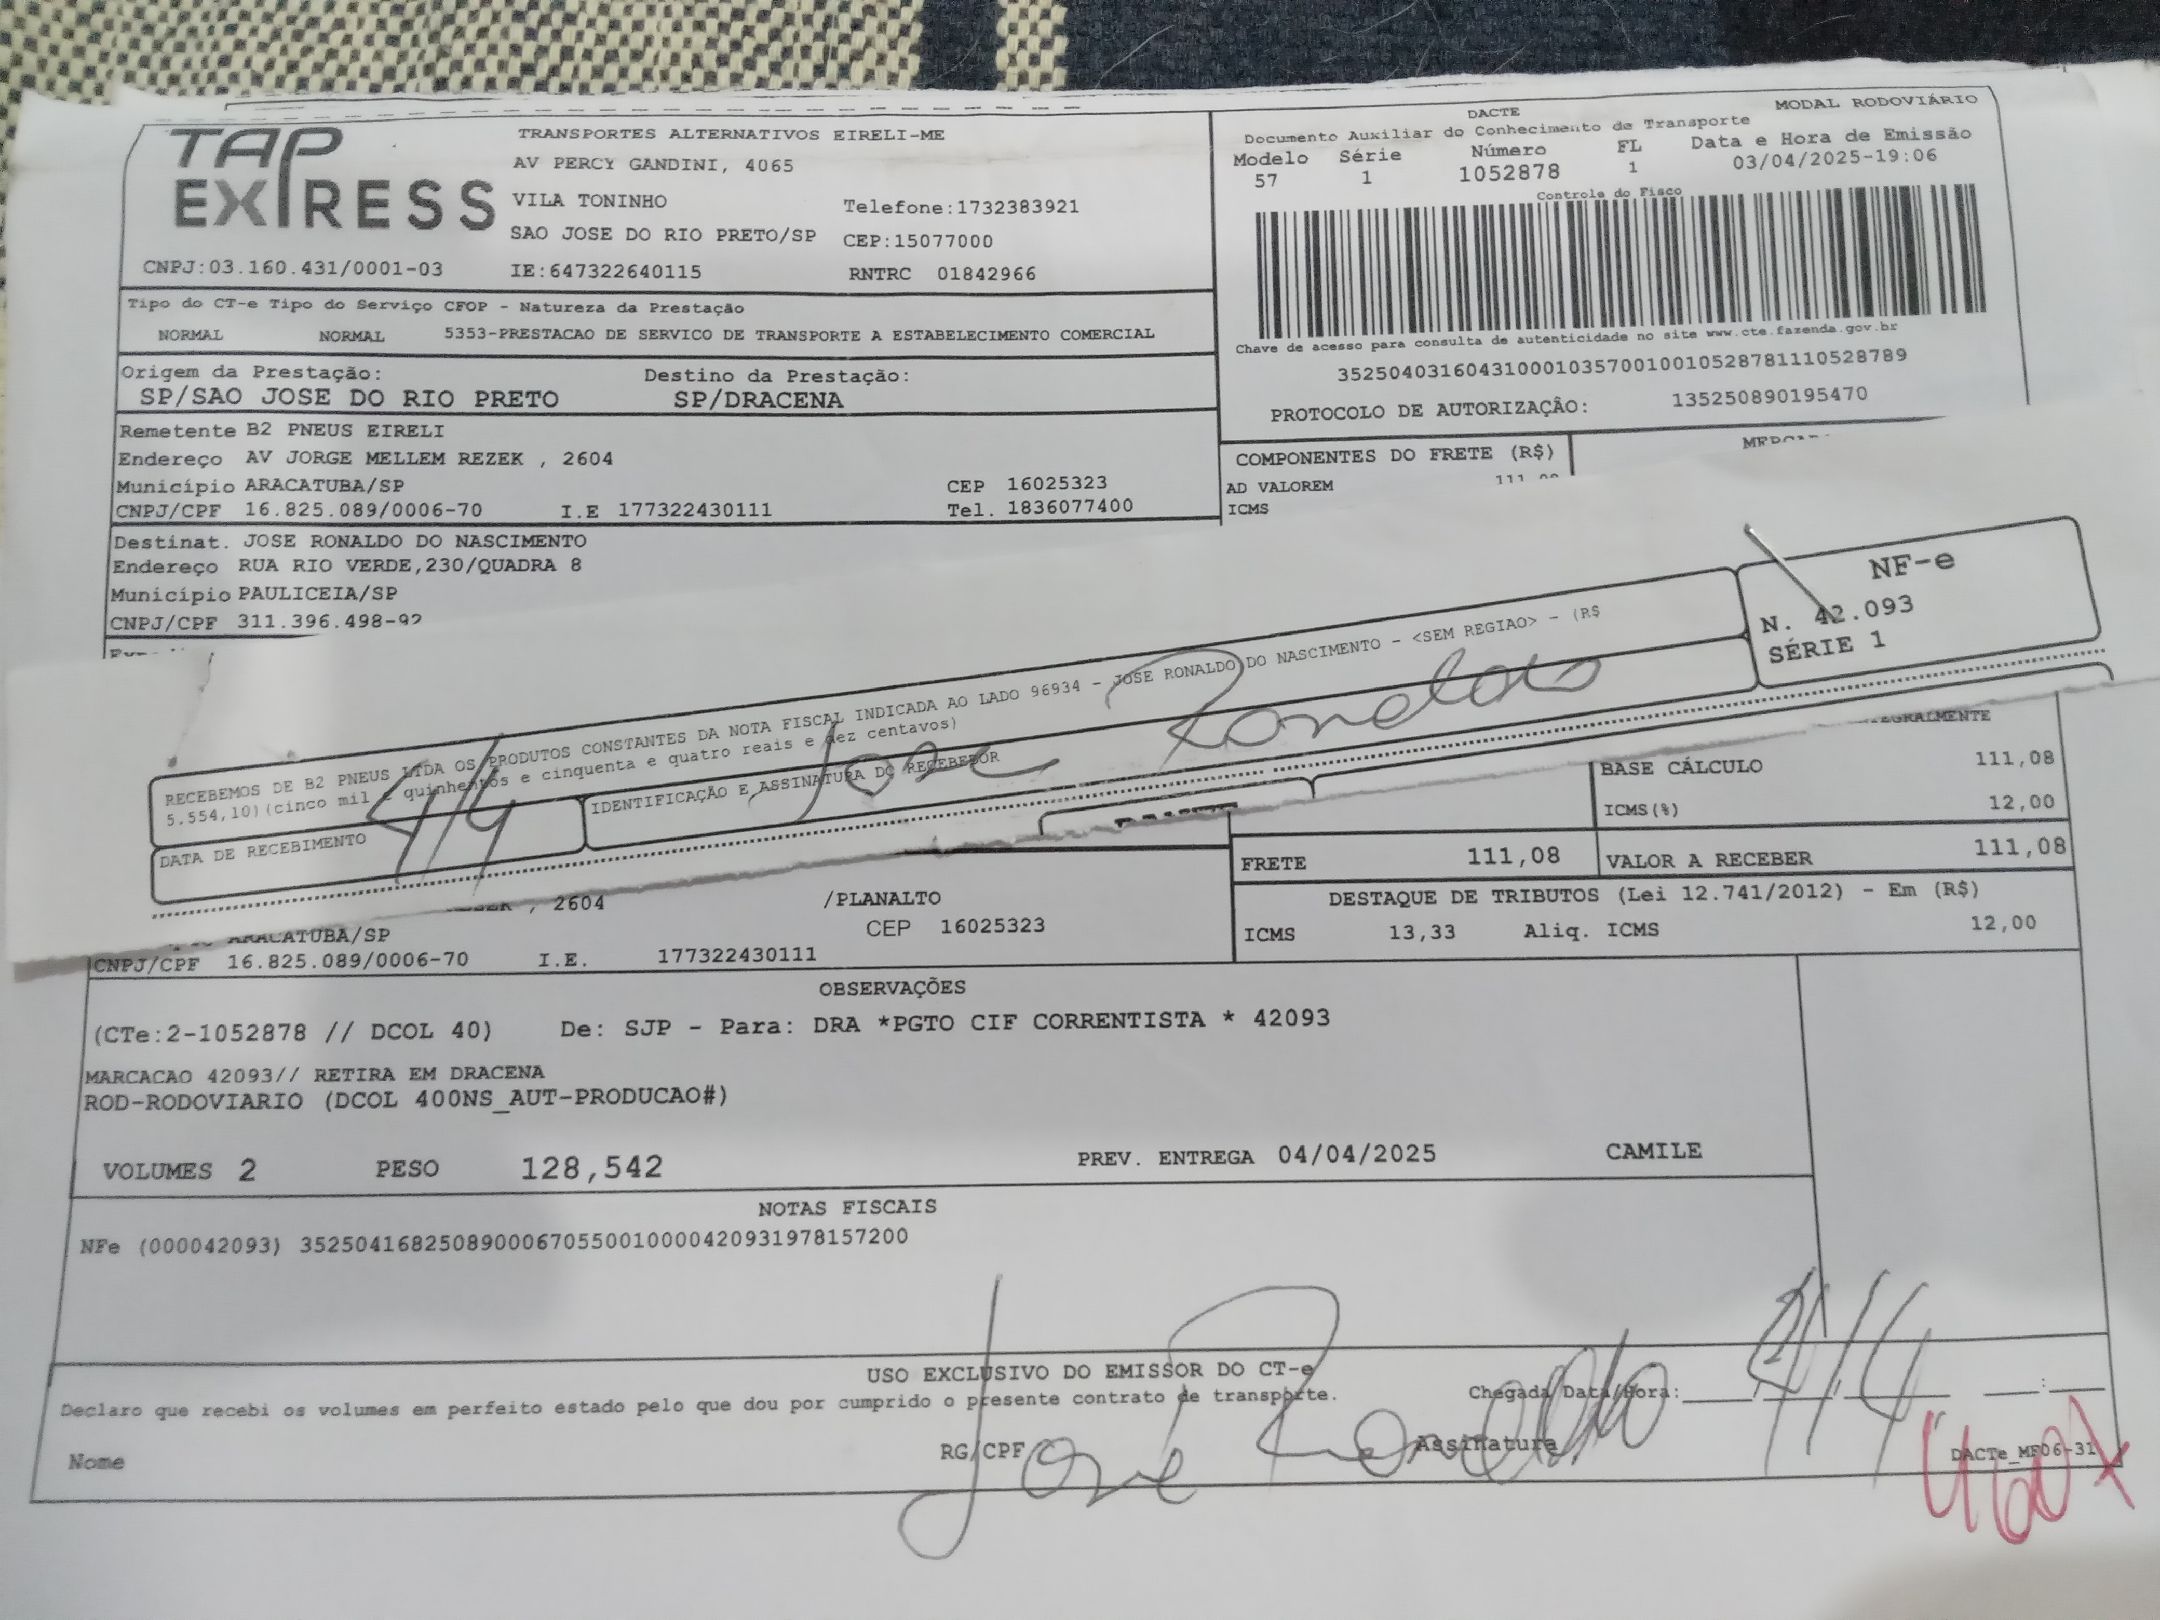 TAP EXPRESS
TRANSPORTES ALTERNATIVOS EIRELI-ME
AV PERCY GANDINI, 4065
VILA TONINHO Telefone:1732383921
SAO JOSE DO RIO PRETO/SP CEP:15077000
CNPJ:03.160.431/0001-03 IE:647322640115 RNTRC 01842966
DACTE MODAL RODOVIÁRIO
Documento Auxiliar do Conhecimento de Transporte
Modelo Série Número FL Data e Hora de Emissão
57 1 1052878 1 03/04/2025-19:06
Controle do Fisco
Chave de acesso para consulta de autenticidade no site www.cte.fazenda.gov.br
35250403160431000103570010010528781110528789
PROTOCOLO DE AUTORIZAÇÃO: 135250890195470
Tipo do CT-e Tipo do Serviço CFOP - Natureza da Prestação
NORMAL NORMAL 5353-PRESTACAO DE SERVICO DE TRANSPORTE A ESTABELECIMENTO COMERCIAL
Origem da Prestação: Destino da Prestação:
SP/SAO JOSE DO RIO PRETO SP/DRACENA
Remetente B2 PNEUS EIRELI
Endereço AV JORGE MELLEM REZEK , 2604
Município ARACATUBA/SP CEP 16025323
CNPJ/CPF 16.825.089/0006-70 I.E 177322430111 Tel. 1836077400
COMPONENTES DO FRETE (R$)
AD VALOREM
ICMS
Destinat. JOSE RONALDO DO NASCIMENTO
Endereço RUA RIO VERDE,230/QUADRA 8
Município PAULICEIA/SP
CNPJ/CPF 311.396.498-92
NF-e
N. 42.093
SÉRIE 1
RECEBEMOS DE B2 PNEUS LTDA OS PRODUTOS CONSTANTES DA NOTA FISCAL INDICADA AO LADO 96934 - JOSE RONALDO DO NASCIMENTO - <SEM REGIAO> - (R$
5.554,10)(cinco mil e quinhentos e cinquenta e quatro reais e dez centavos)
DATA DE RECEBIMENTO 4/4 IDENTIFICAÇÃO E ASSINATURA DO RECEBEDOR
Jose Ronaldo
BASE CÁLCULO 111,08
ICMS(%) 12,00
FRETE 111,08 VALOR A RECEBER 111,08
DESTAQUE DE TRIBUTOS (Lei 12.741/2012) - Em (R$)
ICMS 13,33 Aliq. ICMS 12,00
, 2604 /PLANALTO
ARACATUBA/SP CEP 16025323
CNPJ/CPF 16.825.089/0006-70 I.E. 177322430111
OBSERVAÇÕES
(CTe:2-1052878 // DCOL 40) De: SJP - Para: DRA *PGTO CIF CORRENTISTA * 42093
MARCACAO 42093// RETIRA EM DRACENA
ROD-RODOVIARIO (DCOL 400NS_AUT-PRODUCAO#)
VOLUMES 2 PESO 128,542 PREV. ENTREGA 04/04/2025 CAMILE
NOTAS FISCAIS
NFe (000042093) 35250416825089000670550010000420931978157200
USO EXCLUSIVO DO EMISSOR DO CT-e
Declaro que recebi os volumes em perfeito estado pelo que dou por cumprido o presente contrato de transporte. Chegada Data/Hora: 4/4
Nome RG/CPF Assinatura DACTe_MF06-31
José Ronaldo